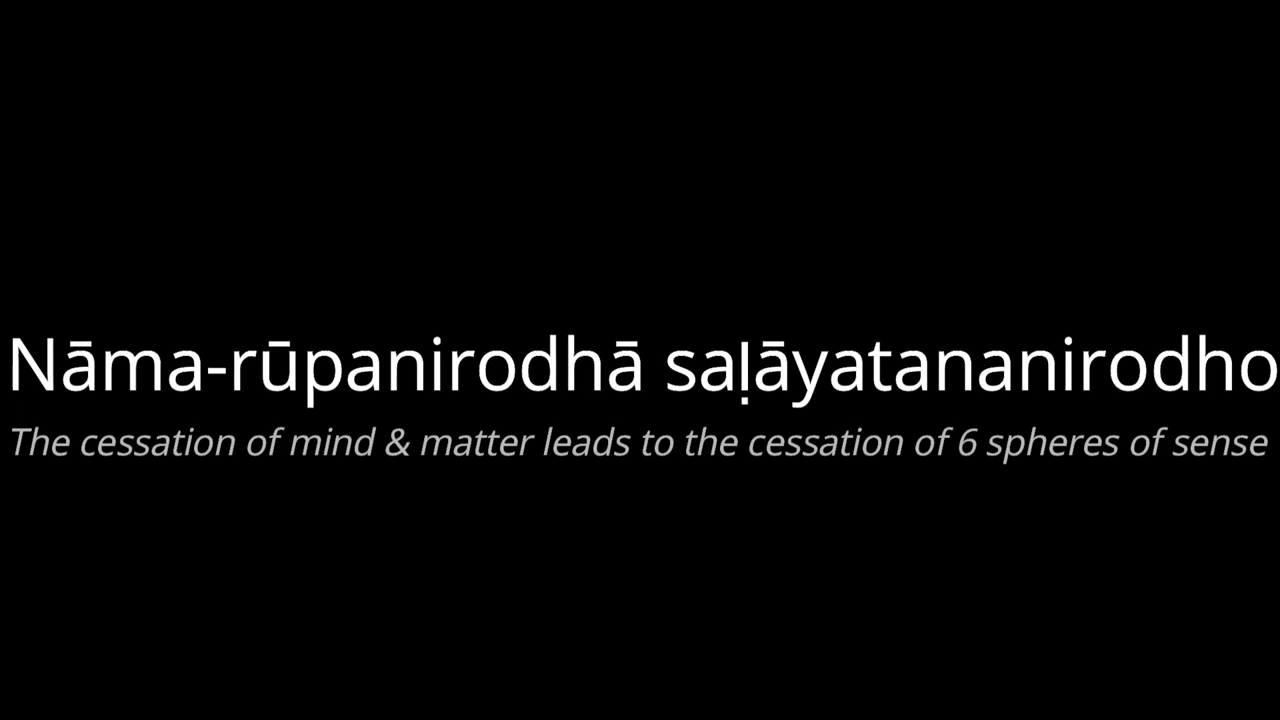 Nāma-rūpanirodhā saḷāyatananirodho
The cessation of mind & matter leads to the cessation of 6 spheres of sense